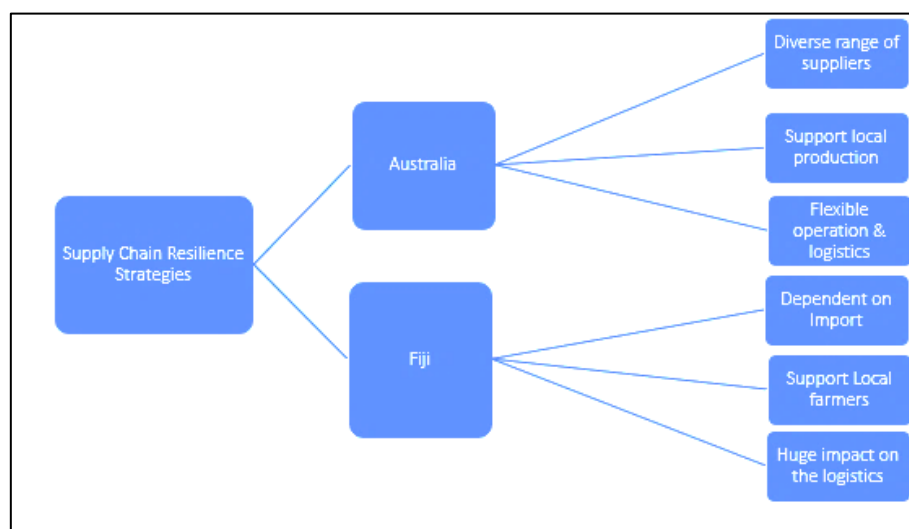 Supply Chain Resilience
Strategies
Australia
Diverse range of
suppliers
Support local
production
Flexible
operation &
logistics
Fiji
Dependent on
Import
Support Local
farmers
Huge impact on
the logistics